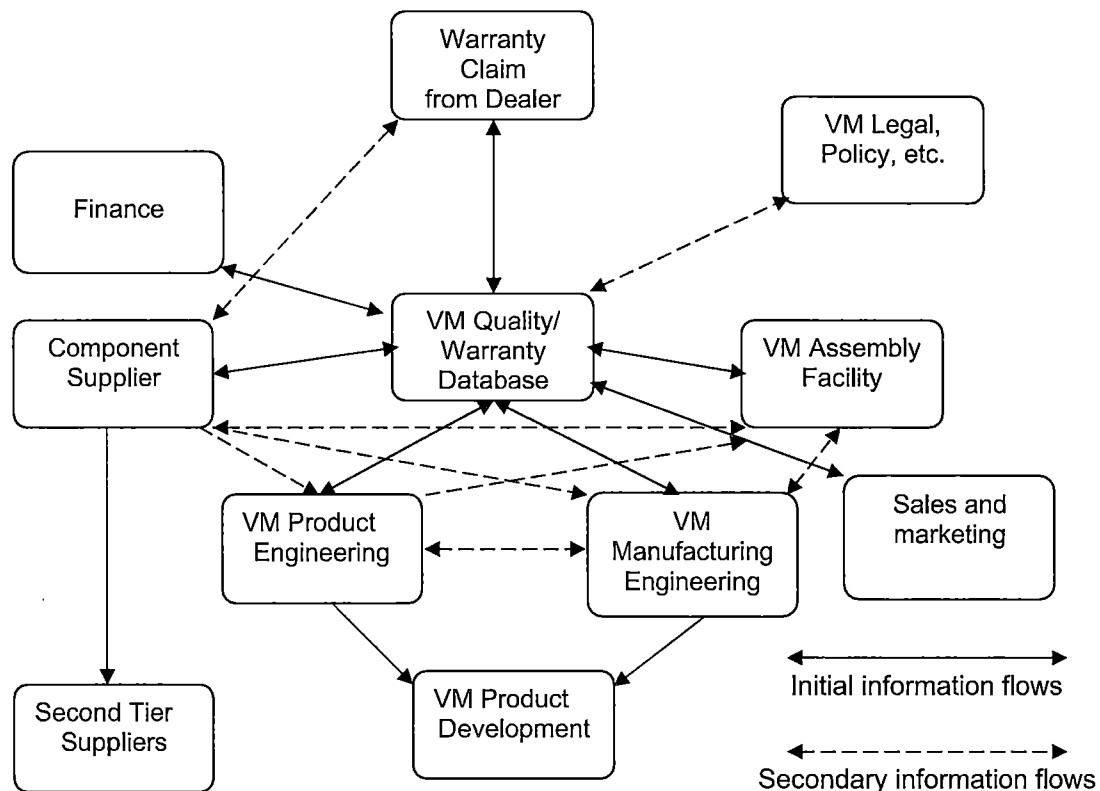 Warranty
Claim
from Dealer
VM Legal,
Policy, etc.
Finance
VM Quality/
Warranty
Database
Component
Supplier
VM Assembly
Facility
VM Product
Engineering
VM
Manufacturing
Engineering
Sales and
marketing
Second Tier
Suppliers
VM Product
Development
Initial information flows
Secondary information flows